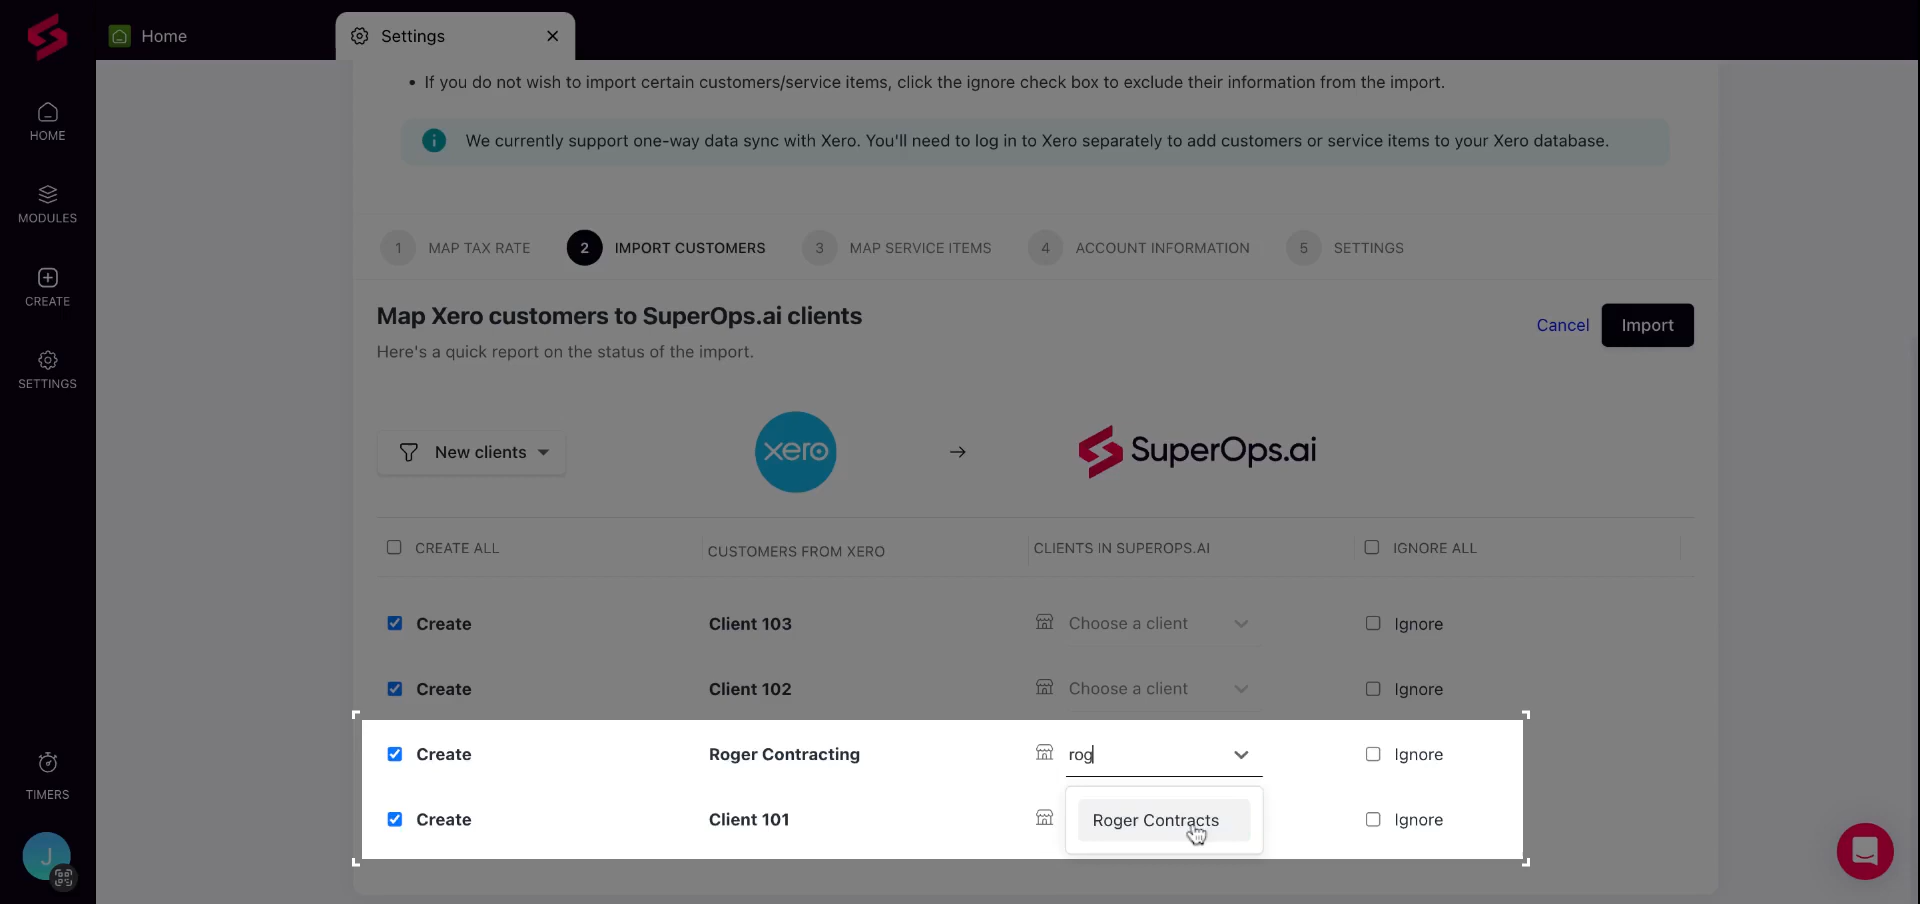 Home
Settings
HOME
MODULES
CREATE
SETTINGS
TIMERS
J
• If you do not wish to import certain customers/service items, click the ignore check box to exclude their information from the import.
We currently support one-way data sync with Xero. You'll need to log in to Xero separately to add customers or service items to your Xero database.
1 MAP TAX RATE 2 IMPORT CUSTOMERS 3 MAP SERVICE ITEMS 4 ACCOUNT INFORMATION 5 SETTINGS
Map Xero customers to SuperOps.ai clients
Here's a quick report on the status of the import.
Cancel Import
New clients
xero
SuperOps.ai
CREATE ALL CUSTOMERS FROM XERO CLIENTS IN SUPEROPS.AI IGNORE ALL
Create Client 103 Choose a client Ignore
Create Client 102 Choose a client Ignore
Create Roger Contracting rog Ignore
Create Client 101 Roger Contracts Ignore